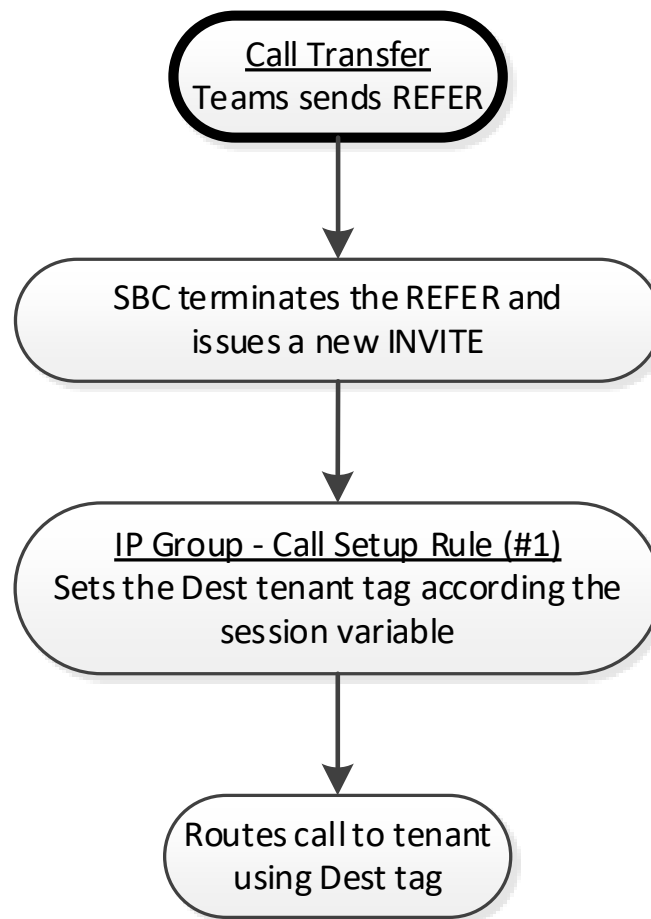 Call Transfer
Teams sends REFER
SBC terminates the REFER and
issues a new INVITE
IP Group - Call Setup Rule (#1)
Sets the Dest tenant tag according the
session variable
Routes call to tenant
using Dest tag